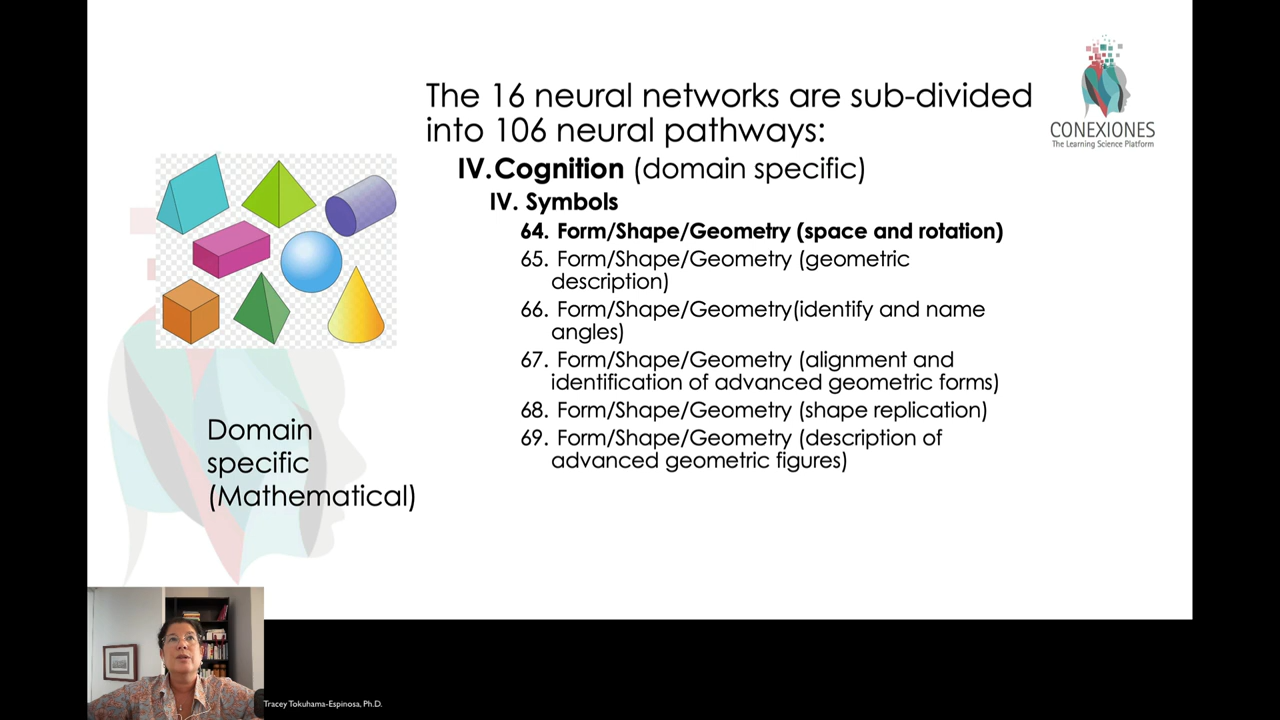 The 16 neural networks are sub-divided
into 106 neural pathways:
CONEXIONES
The Learning Science Platform
IV.Cognition (domain specific)
IV. Symbols
64. Form/Shape/Geometry (space and rotation)
65. Form/Shape/Geometry (geometric
description)
66. Form/Shape/Geometry(identify and name
angles)
67. Form/Shape/Geometry (alignment and
identification of advanced geometric forms)
68. Form/Shape/Geometry (shape replication)
69. Form/Shape/Geometry (description of
advanced geometric figures)
Domain
specific
(Mathematical)
Tracey Tokuhama-Espinosa, Ph.D.